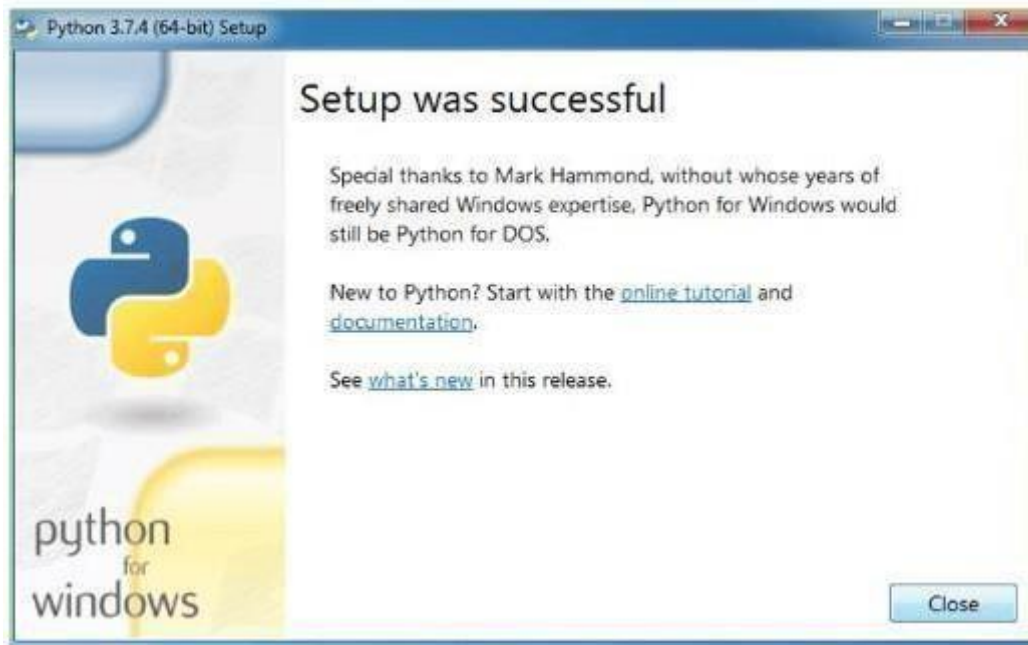 Python 3.7.4 (64-bit) Setup
Setup was successful
Special thanks to Mark Hammond, without whose years of
freely shared Windows expertise, Python for Windows would
still be Python for DOS.
New to Python? Start with the online tutorial and
documentation.
See what's new in this release.
python
for
windows
Close